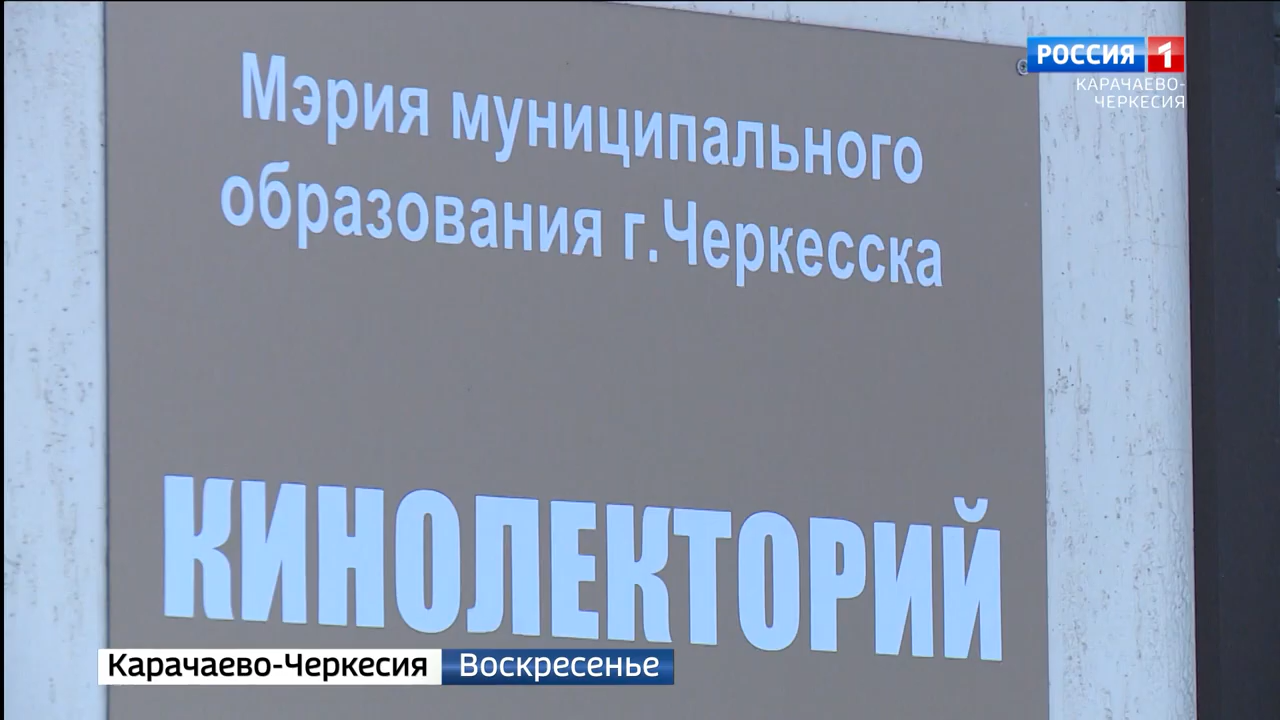 РОССИЯ 1
КАРАЧАЕВО-
ЧЕРКЕСИЯ
Мэрия муниципального
образования г.Черкесска
КИНОЛЕКТОРИЙ
Карачаево-Черкесия Воскресенье